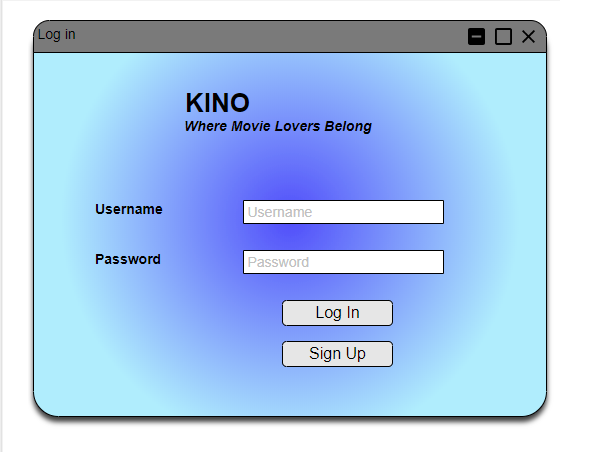 Log in
KINO
Where Movie Lovers Belong
Username
Username
Password
Password
Log In
Sign Up